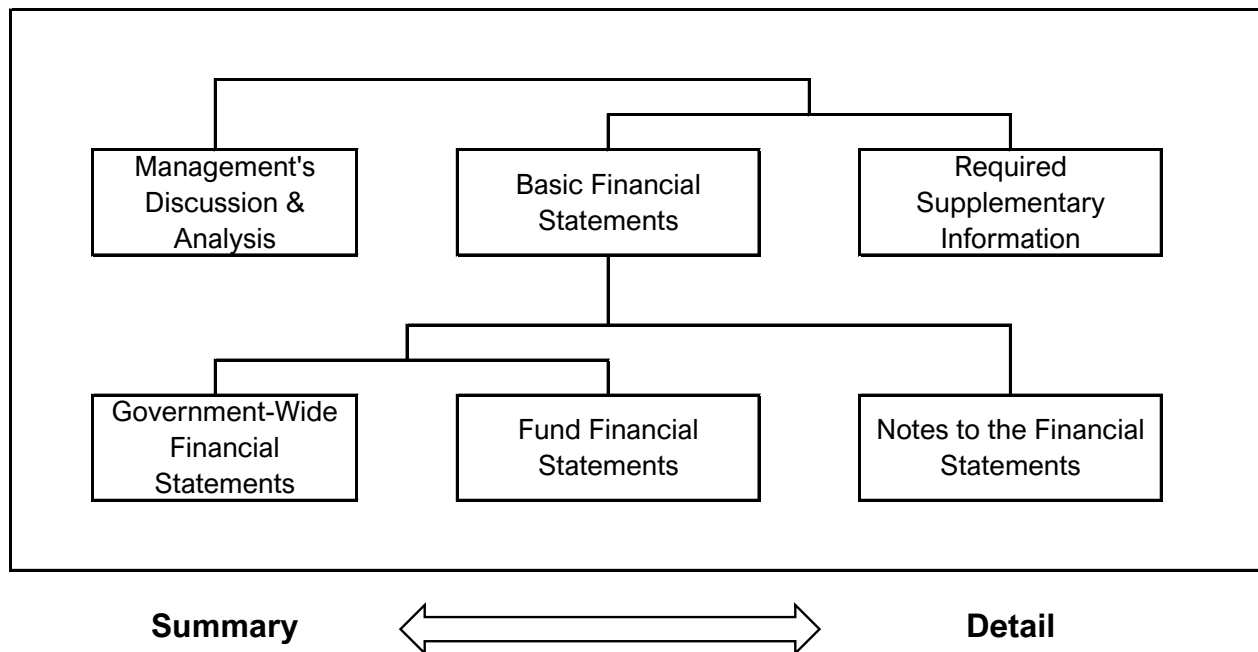 Management's
Discussion &
Analysis
Basic Financial
Statements
Required
Supplementary
Information
Government-Wide
Financial
Statements
Fund Financial
Statements
Notes to the Financial
Statements
Summary
Detail